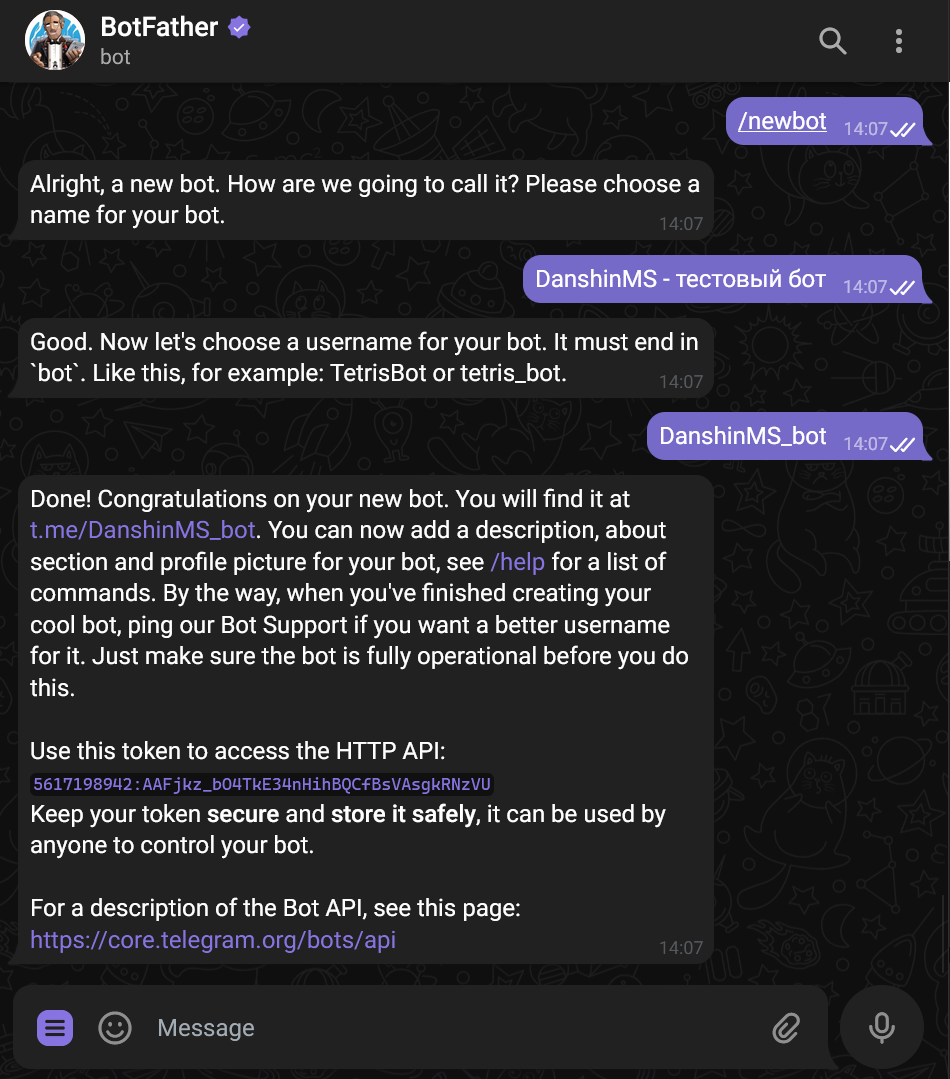 BotFather
bot
/newbot 14:07
Alright, a new bot. How are we going to call it? Please choose a
name for your bot.
14:07
DanshinMS - тестовый бот 14:07
Good. Now let's choose a username for your bot. It must end in
`bot`. Like this, for example: TetrisBot or tetris_bot.
14:07
DanshinMS_bot 14:07
Done! Congratulations on your new bot. You will find it at
t.me/DanshinMS_bot. You can now add a description, about
section and profile picture for your bot, see /help for a list of
commands. By the way, when you've finished creating your
cool bot, ping our Bot Support if you want a better username
for it. Just make sure the bot is fully operational before you do
this.
Use this token to access the HTTP API:
5617198942:AAFjkz_bO4TkE34nHihBQCfBsVAsgkRNzVU
Keep your token secure and store it safely, it can be used by
anyone to control your bot.
For a description of the Bot API, see this page:
https://core.telegram.org/bots/api
14:07
Message